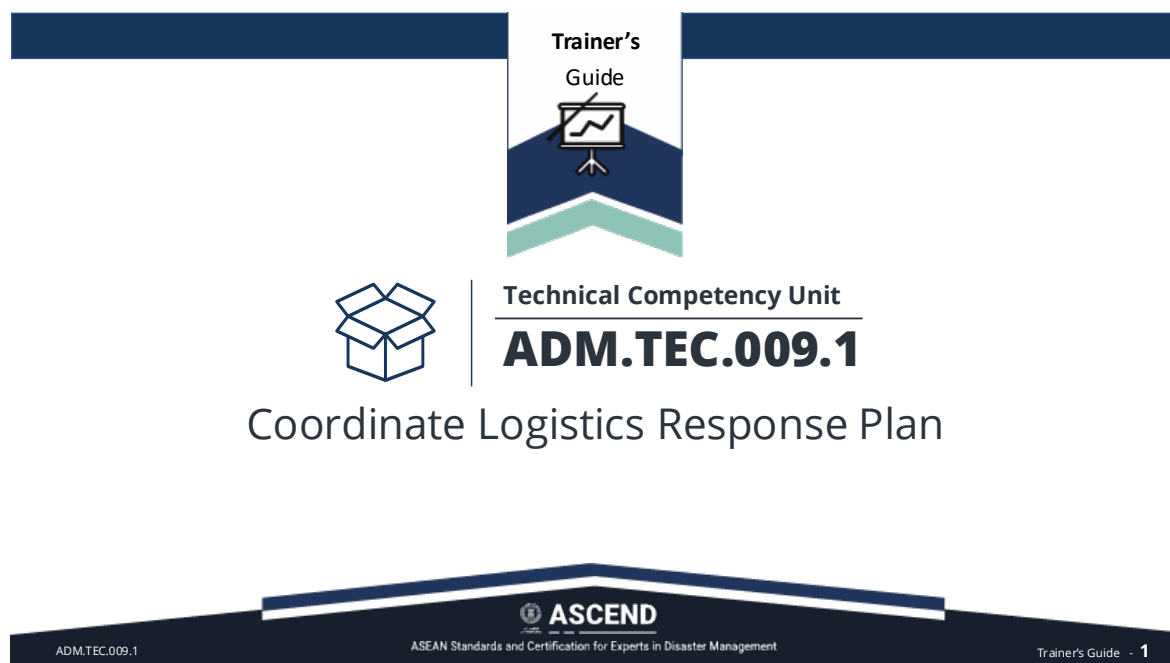 Trainer's
Guide
Technical Competency Unit
ADM.TEC.009.1
Coordinate Logistics Response Plan
ASCEND
ASEAN Standards and Certification for Experts in Disaster Management
ADM.TEC.009.1
Trainer's Guide - 1